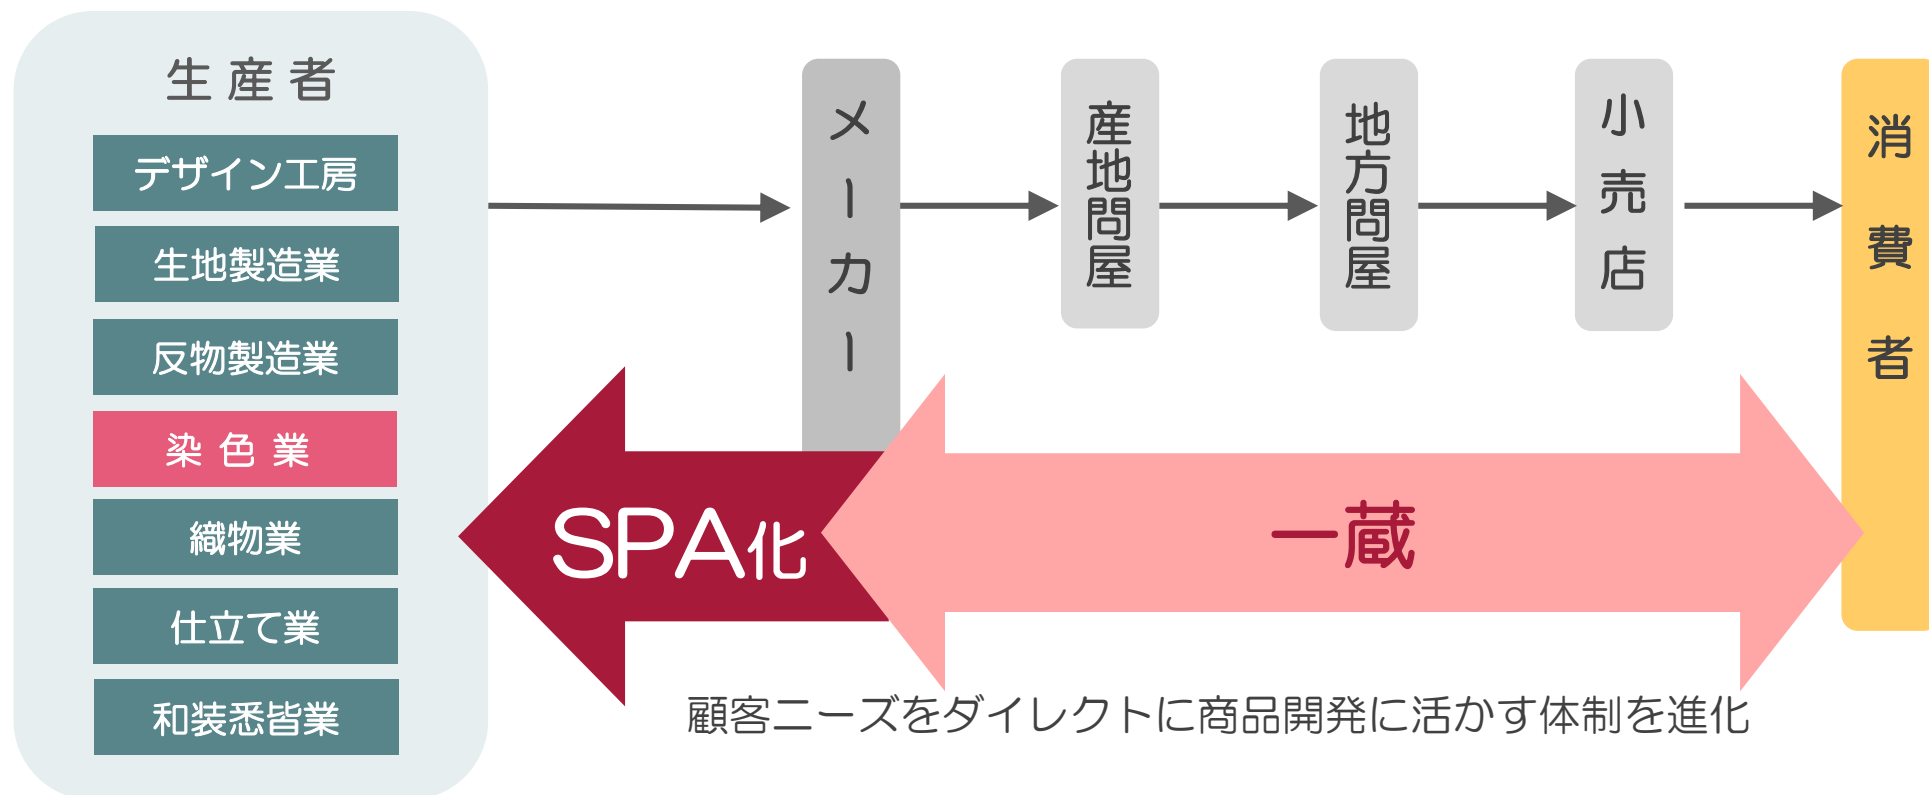 生産者
デザイン工房
生地製造業
反物製造業
染色業
織物業
仕立て業
和装悉皆業
メーカー
産地問屋
地方問屋
小売店
消費者
SPA化
一蔵
顧客ニーズをダイレクトに商品開発に活かす体制を進化